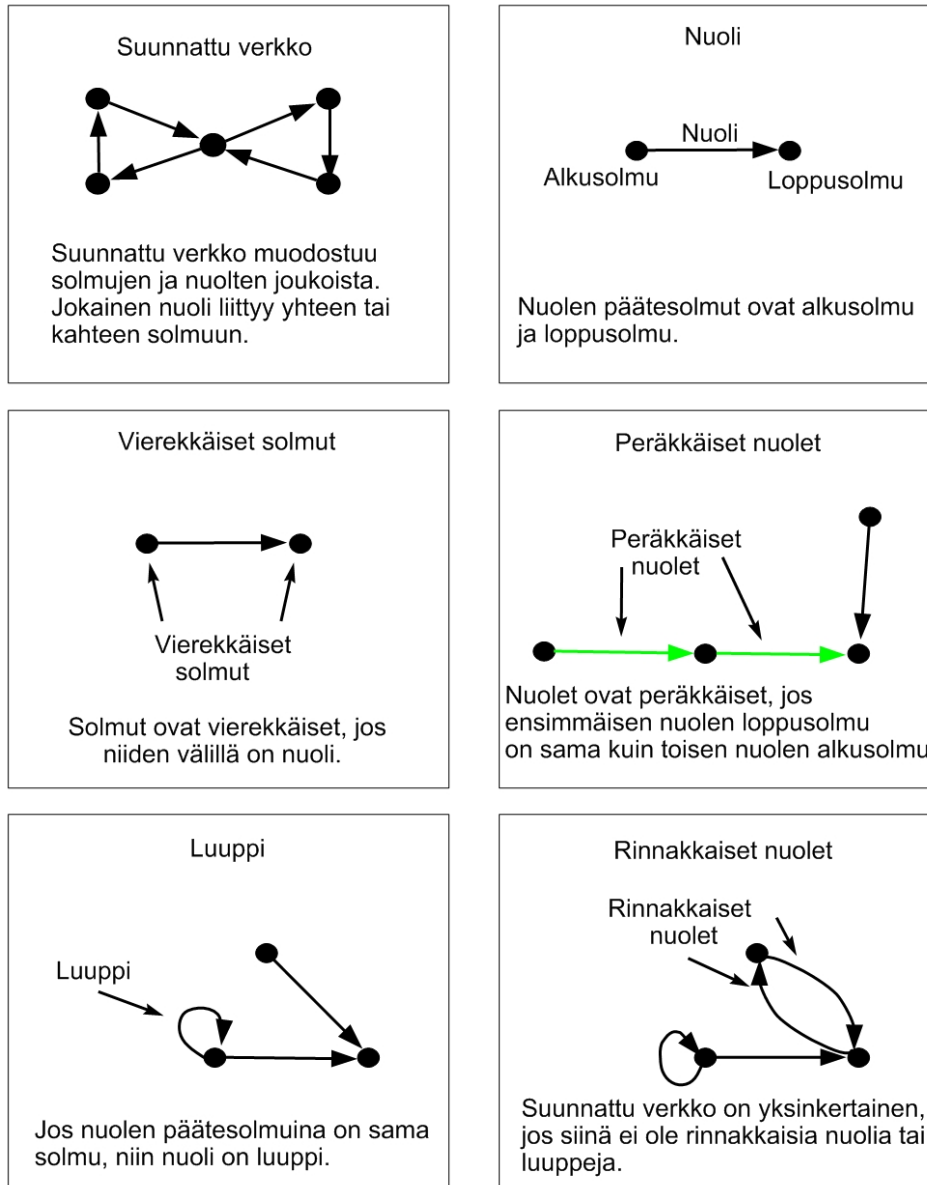 Suunnattu verkko
Suunnattu verkko muodostuu
solmujen ja nuolten joukoista.
Jokainen nuoli liittyy yhteen tai
kahteen solmuun.
Nuoli
Nuoli
Alkusolmu
Loppusolmu
Nuolen päätesolmut ovat alkusolmu
ja loppusolmu.
Vierekkäiset solmut
Vierekkäiset
solmut
Solmut ovat vierekkäiset, jos
niiden välillä on nuoli.
Peräkkäiset nuolet
Peräkkäiset
nuolet
Nuolet ovat peräkkäiset, jos
ensimmäisen nuolen loppusolmu
on sama kuin toisen nuolen alkusolmu
Luuppi
Luuppi
Jos nuolen päätesolmuina on sama
solmu, niin nuoli on luuppi.
Rinnakkaiset nuolet
Rinnakkaiset
nuolet
Suunnattu verkko on yksinkertainen,
jos siinä ei ole rinnakkaisia nuolia tai
luuppeja.